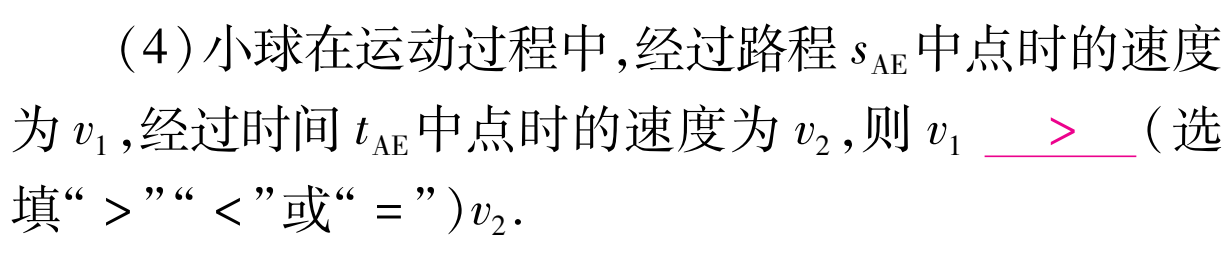 (4)小球在运动过程中,经过路程 sAE 中点时的速度
为 v1,经过时间 tAE 中点时的速度为 v2,则 v1 > (选
填“ > ”“ < ”或“ = ”)v2.